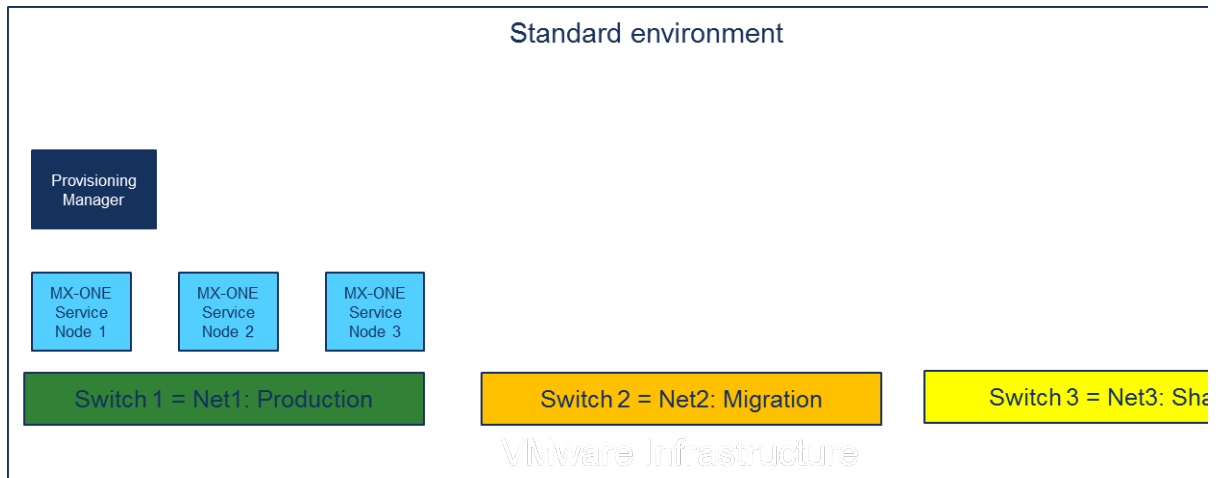 Standard environment
Provisioning
Manager
MX-ONE
Service
Node 1
MX-ONE
Service
Node 2
MX-ONE
Service
Node 3
Switch 1 = Net1: Production
Switch 2 = Net2: Migration
Switch 3 = Net3: Sha
VMware Infrastructure